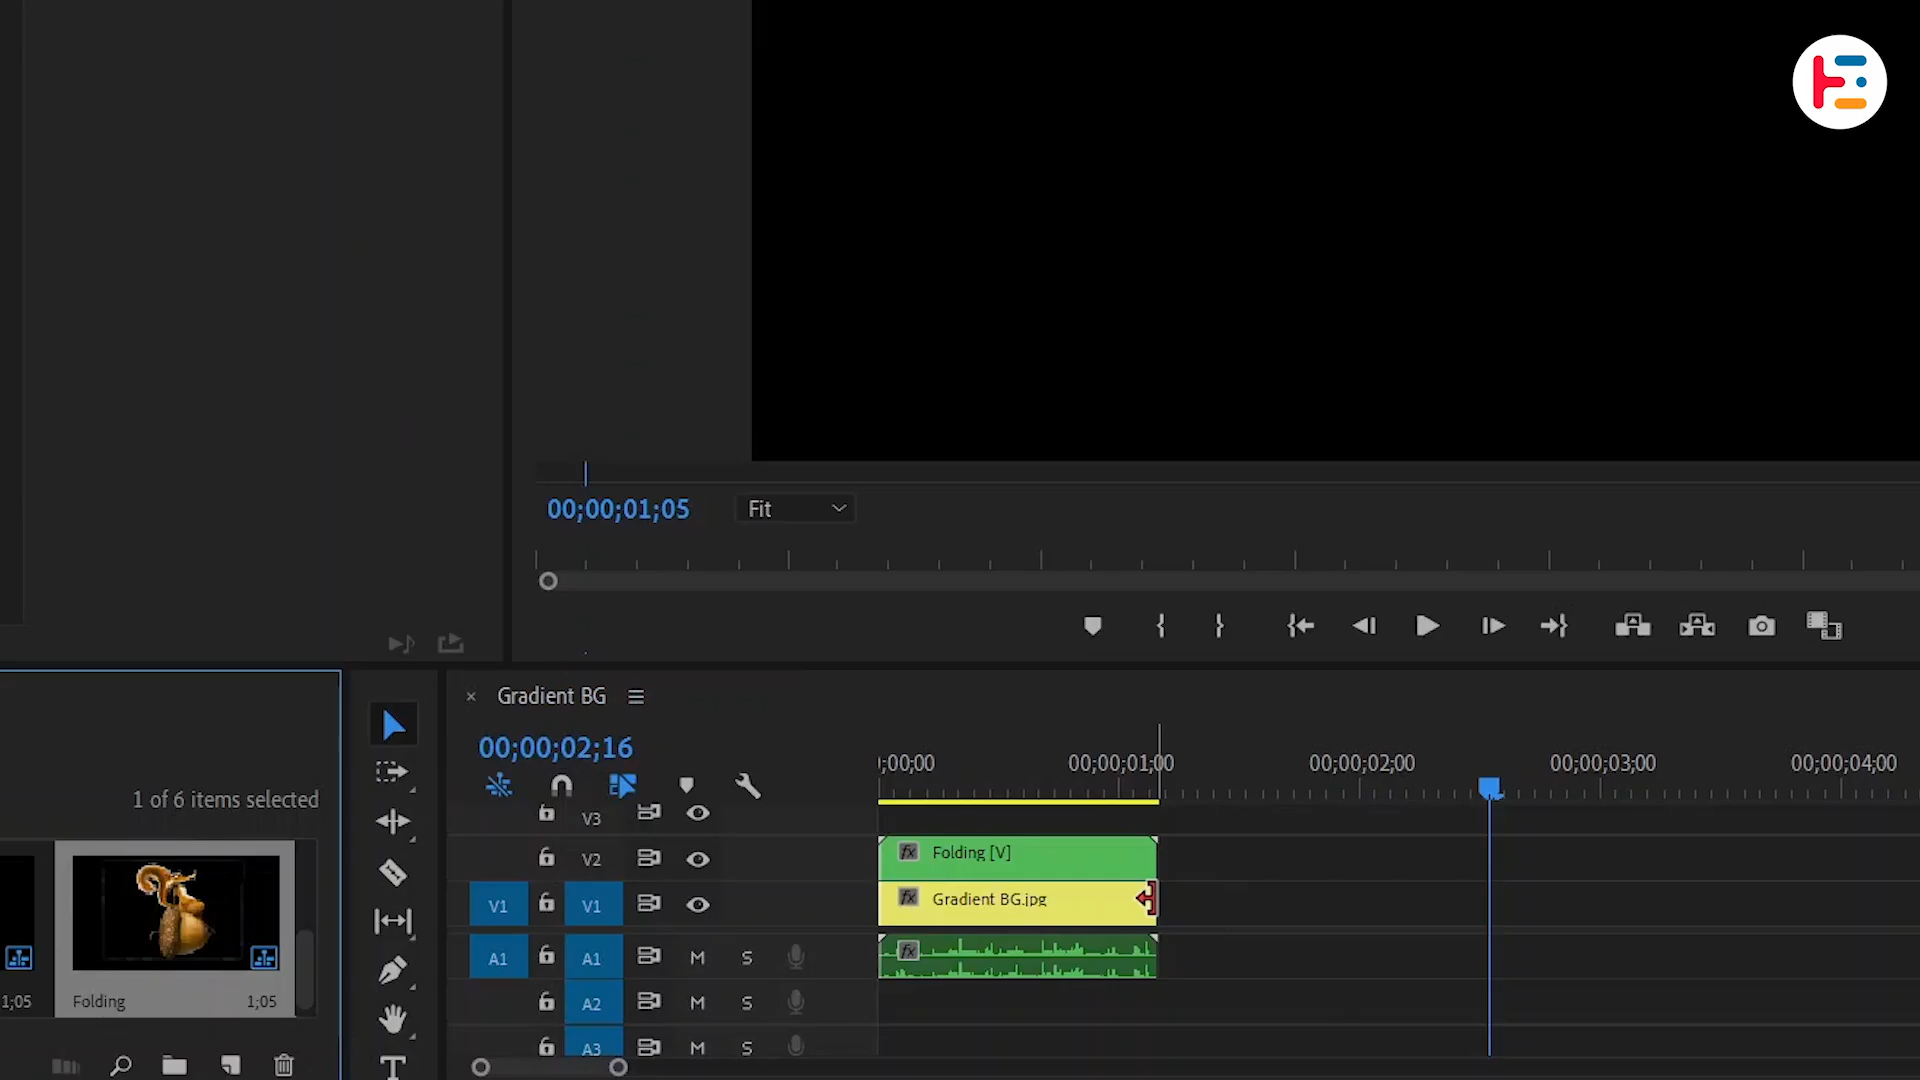 00;00;01;05
Fit
Gradient BG
00;00;02;16
;00;00
00;00;01;00
00;00;02;00
00;00;03;00
00;00;04;00
1 of 6 items selected
V3
V2
Folding [V]
V1
V1
Gradient BG.jpg
A1
A1
M
S
1;05
Folding
1;05
A2
M
S
A3
M
S